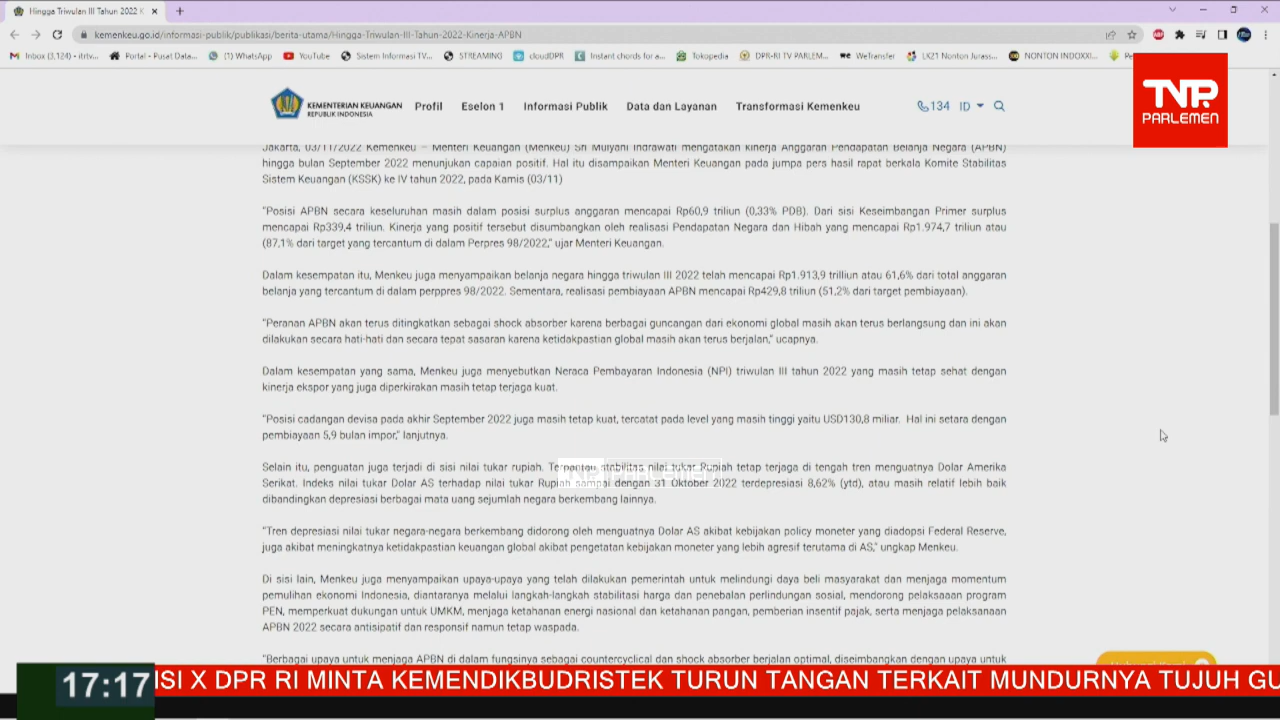 Hingga Triwulan III Tahun 2022 K
kemenkeu.go.id/informasi-publik/publikasi/berita-utama/Hingga-Triwulan-III-Tahun-2022-Kinerja-APBN
Inbox (3,124) - itrtv... Portal - Pusat Data... (1) WhatsApp YouTube Sistem Informasi TV... STREAMING cloudDPR Instant chords for a... Tokopedia DPR-RI TV PARLEM... WeTransfer LK21 Nonton Jurass... NONTON INDOXXI...
TVR
PARLEMEN
KEMENTERIAN KEUANGAN
REPUBLIK INDONESIA
Profil Eselon 1 Informasi Publik Data dan Layanan Transformasi Kemenkeu 134 ID
Jakarta, 03/11/2022 Kemenkeu – Menteri Keuangan (Menkeu) Sri Mulyani Indrawati mengatakan kinerja Anggaran Pendapatan Belanja Negara (APBN)
hingga bulan September 2022 menunjukan capaian positif. Hal itu disampaikan Menteri Keuangan pada jumpa pers hasil rapat berkala Komite Stabilitas
Sistem Keuangan (KSSK) ke IV tahun 2022, pada Kamis (03/11)
“Posisi APBN secara keseluruhan masih dalam posisi surplus anggaran mencapai Rp60,9 triliun (0,33% PDB). Dari sisi Keseimbangan Primer surplus
mencapai Rp339,4 triliun. Kinerja yang positif tersebut disumbangkan oleh realisasi Pendapatan Negara dan Hibah yang mencapai Rp1.974,7 triliun atau
(87,1% dari target yang tercantum di dalam Perpres 98/2022,” ujar Menteri Keuangan.
Dalam kesempatan itu, Menkeu juga menyampaikan belanja negara hingga triwulan III 2022 telah mencapai Rp1.913,9 trilliun atau 61,6% dari total anggaran
belanja yang tercantum di dalam perppres 98/2022. Sementara, realisasi pembiayaan APBN mencapai Rp429,8 triliun (51,2% dari target pembiayaan).
“Peranan APBN akan terus ditingkatkan sebagai shock absorber karena berbagai guncangan dari ekonomi global masih akan terus berlangsung dan ini akan
dilakukan secara hati-hati dan secara tepat sasaran karena ketidakpastian global masih akan terus berjalan,” ucapnya.
Dalam kesempatan yang sama, Menkeu juga menyebutkan Neraca Pembayaran Indonesia (NPI) triwulan III tahun 2022 yang masih tetap sehat dengan
kinerja ekspor yang juga diperkirakan masih tetap terjaga kuat.
“Posisi cadangan devisa pada akhir September 2022 juga masih tetap kuat, tercatat pada level yang masih tinggi yaitu USD130,8 miliar. Hal ini setara dengan
pembiayaan 5,9 bulan impor,” lanjutnya.
Selain itu, penguatan juga terjadi di sisi nilai tukar rupiah. Terpantau stabilitas nilai tukar Rupiah tetap terjaga di tengah tren menguatnya Dolar Amerika
Serikat. Indeks nilai tukar Dolar AS terhadap nilai tukar Rupiah sampai dengan 31 Oktober 2022 terdepresiasi 8,62% (ytd), atau masih relatif lebih baik
dibandingkan depresiasi berbagai mata uang sejumlah negara berkembang lainnya.
TVR PARLEMEN
“Tren depresiasi nilai tukar negara-negara berkembang didorong oleh menguatnya Dolar AS akibat kebijakan policy moneter yang diadopsi Federal Reserve,
juga akibat meningkatnya ketidakpastian keuangan global akibat pengetatan kebijakan moneter yang lebih agresif terutama di AS,” ungkap Menkeu.
Di sisi lain, Menkeu juga menyampaikan upaya-upaya yang telah dilakukan pemerintah untuk melindungi daya beli masyarakat dan menjaga momentum
pemulihan ekonomi Indonesia, diantaranya melalui langkah-langkah stabilitasi harga dan penebalan perlindungan sosial, mendorong pelaksaaan program
PEN, memperkuat dukungan untuk UMKM, menjaga ketahanan energi nasional dan ketahanan pangan, pemberian insentif pajak, serta menjaga pelaksanaan
APBN 2022 secara antisipatif dan responsif namun tetap waspada.
“Berbagai upaya untuk menjaga APBN di dalam fungsinya sebagai countercyclical dan shock absorber berjalan optimal, diseimbangkan dengan upaya untuk
17:17 ISI X DPR RI MINTA KEMENDIKBUDRISTEK TURUN TANGAN TERKAIT MUNDURNYA TUJUH GU